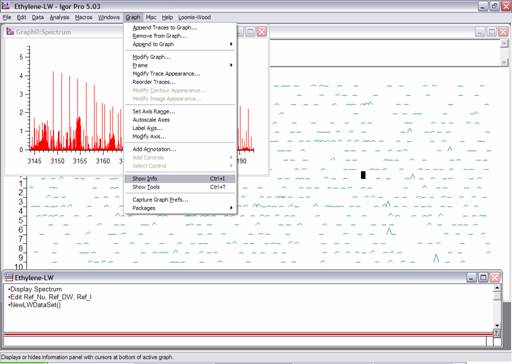 Ethylene-LW - Igor Pro 5.03
File Edit Data Analysis Macros Windows Graph Misc Help Loomis-Wood
Graph0:Spectrum
Append Traces to Graph...
Remove from Graph...
Append to Graph
Modify Graph...
Frame
Modify Trace Appearance...
Reorder Traces...
Modify Contour Appearance...
Modify Image Appearance...
Set Axis Range...
Autoscale Axes
Label Axis...
Modify Axis...
Add Annotation...
Add Controls
Select Control
Show Info Ctrl+I
Show Tools Ctrl+T
Capture Graph Prefs...
Packages
5
4
3
2
1
0
3145 3150 3155 3160 3190
1
2
3
4
5
6
7
8
9
10
Ethylene-LW
•Display Spectrum
•Edit Ref_Nu, Ref_DW, Ref_I
•NewLWDataSet()
Displays or hides information panel with cursors at bottom of active graph.